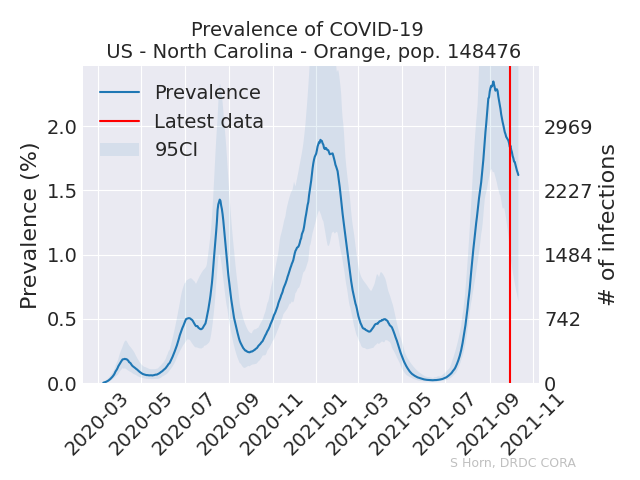 Prevalence of COVID-19
US - North Carolina - Orange, pop. 148476
Prevalence
Latest data
95CI
Prevalence (%)
2.0
1.5
1.0
0.5
0.0
2969
2227
1484
742
0
# of infections
2020-03
2020-05
2020-07
2020-09
2020-11
2021-01
2021-03
2021-05
2021-07
2021-09
2021-11
S Horn, DRDC CORA